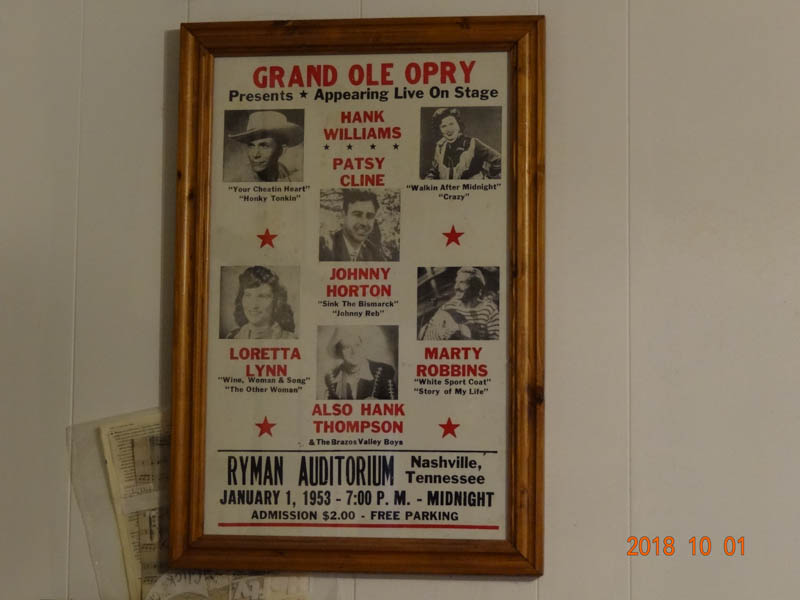 GRAND OLE OPRY
Presents ★ Appearing Live On Stage
HANK
WILLIAMS
★ ★ ★ ★
PATSY
CLINE
"Your Cheatin Heart"
"Honky Tonkin"
"Walkin After Midnight"
"Crazy"
JOHNNY
HORTON
"Sink The Bismarck"
"Johnny Reb"
LORETTA
LYNN
"Wine, Woman & Song"
"The Other Woman"
MARTY
ROBBINS
"White Sport Coat"
"Story of My Life"
ALSO HANK
THOMPSON
& The Brazos Valley Boys
RYMAN AUDITORIUM
Nashville,
Tennessee
JANUARY 1, 1953 - 7:00 P. M. - MIDNIGHT
ADMISSION $2.00 - FREE PARKING
2018 10 01